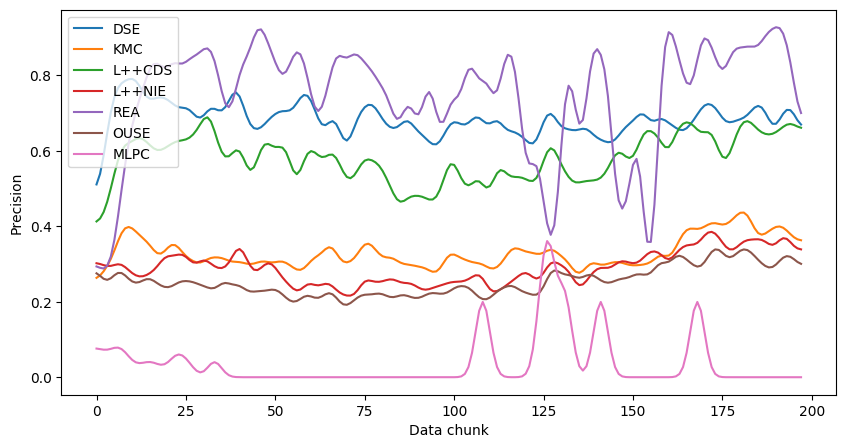 DSE
KMC
L++CDS
L++NIE
REA
OUSE
MLPC
Precision
0.8
0.6
0.4
0.2
0.0
0 25 50 75 100 125 150 175 200
Data chunk